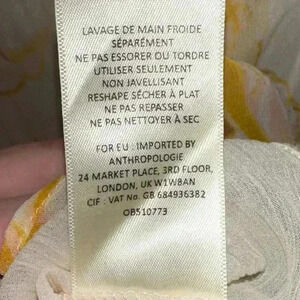 LAVAGE DE MAIN FROIDE
SÉPARÉMENT
NE PAS ESSORER OU TORDRE
UTILISER SEULEMENT
NON JAVELLISANT
RESHAPE SÉCHER À PLAT
NE PAS REPASSER
NE PAS NETTOYER À SEC
FOR EU : IMPORTED BY
ANTHROPOLOGIE
24 MARKET PLACE, 3RD FLOOR,
LONDON, UK W1W8AN
CIF : VAC No. GB 684936382
OB510773